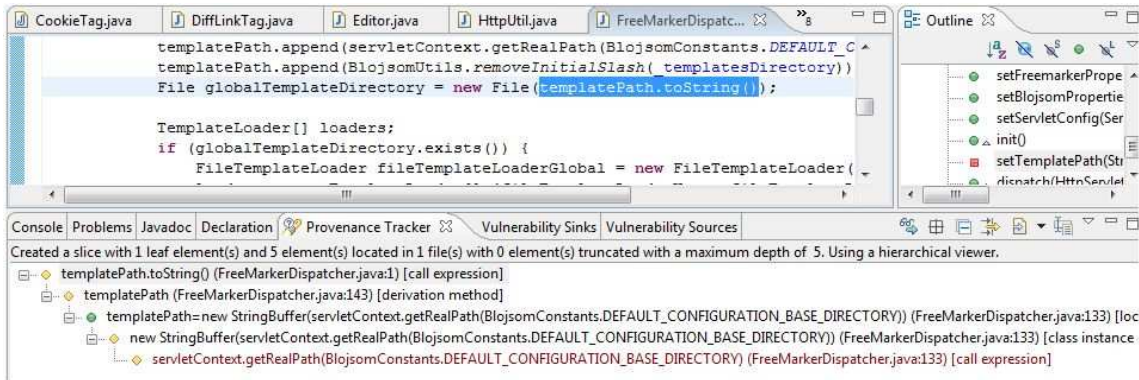 CookieTag.java DiffLinkTag.java Editor.java HttpUtil.java FreeMarkerDispatc... »8 Outline
templatePath.append(servletContext.getRealPath(BlojsomConstants.DEFAULT_C
templatePath.append(BlojsomUtils.removeInitialSlash(_templatesDirectory))
File globalTemplateDirectory = new File(templatePath.toString());
TemplateLoader[] loaders;
if (globalTemplateDirectory.exists()) {
FileTemplateLoader fileTemplateLoaderGlobal = new FileTemplateLoader(
setFreemarkerPrope
setBlojsomPropertie
setServletConfig(Ser
init()
setTemplatePath(Str
dispatch(HttpServlet
Console Problems Javadoc Declaration Provenance Tracker Vulnerability Sinks Vulnerability Sources
Created a slice with 1 leaf element(s) and 5 element(s) located in 1 file(s) with 0 element(s) truncated with a maximum depth of 5. Using a hierarchical viewer.
templatePath.toString() (FreeMarkerDispatcher.java:1) [call expression]
templatePath (FreeMarkerDispatcher.java:143) [derivation method]
templatePath=new StringBuffer(servletContext.getRealPath(BlojsomConstants.DEFAULT_CONFIGURATION_BASE_DIRECTORY)) (FreeMarkerDispatcher.java:133) [loc
new StringBuffer(servletContext.getRealPath(BlojsomConstants.DEFAULT_CONFIGURATION_BASE_DIRECTORY)) (FreeMarkerDispatcher.java:133) [class instance
servletContext.getRealPath(BlojsomConstants.DEFAULT_CONFIGURATION_BASE_DIRECTORY) (FreeMarkerDispatcher.java:133) [call expression]